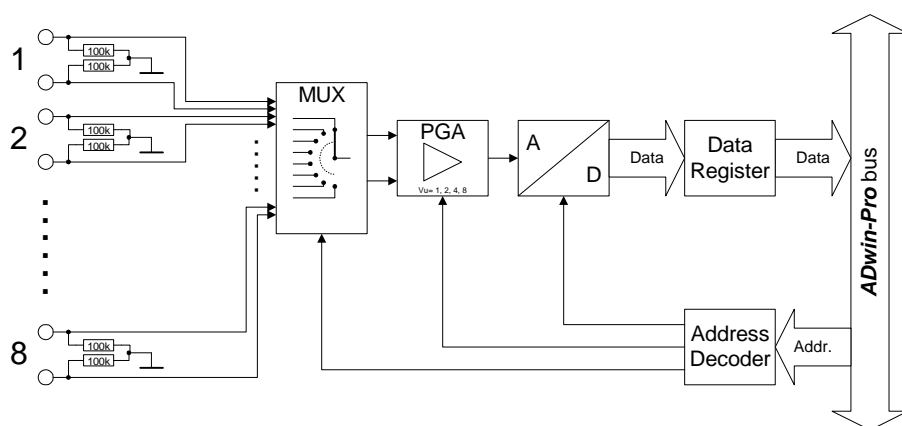 1
100k
100k
2
100k
100k
8
100k
100k
MUX
PGA
Vu= 1, 2, 4, 8
A
D
Data
Data
Register
Data
Address
Decoder
Addr.
ADwin-Pro bus